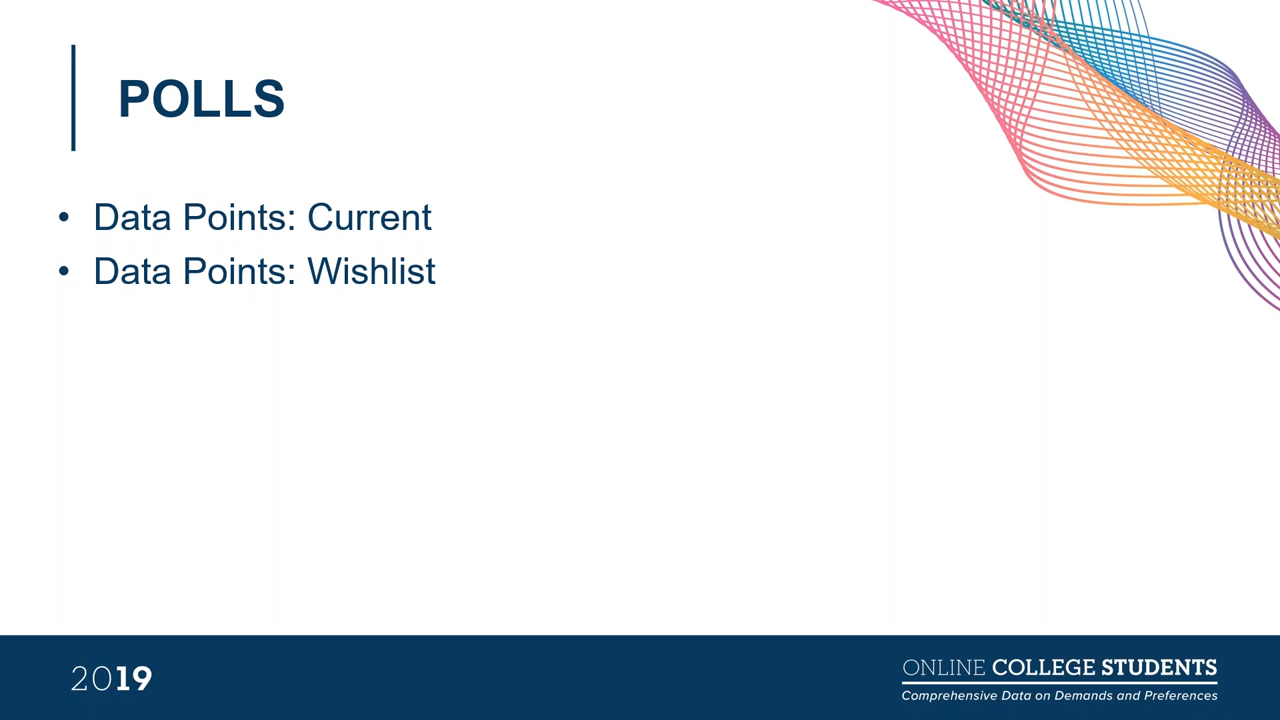 POLLS
• Data Points: Current
• Data Points: Wishlist
2019
ONLINE COLLEGE STUDENTS
Comprehensive Data on Demands and Preferences